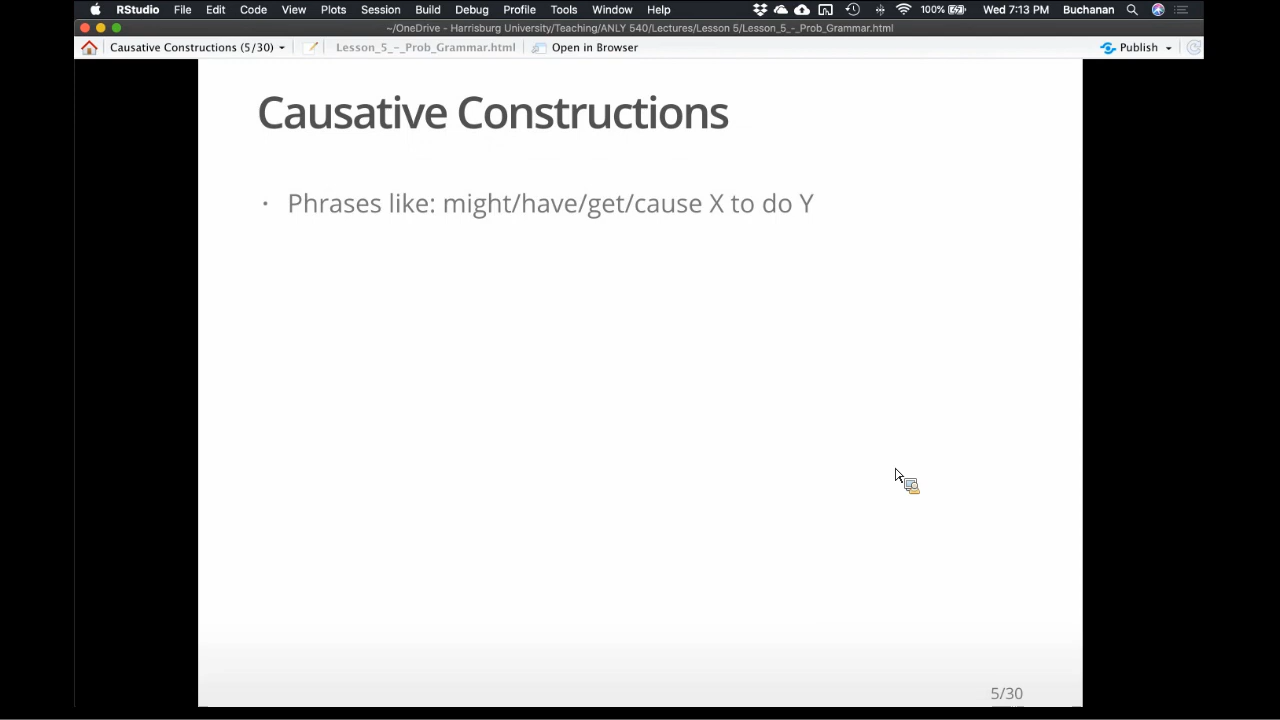 RStudio File Edit Code View Plots Session Build Debug Profile Tools Window Help 100% Wed 7:13 PM Buchanan
~/OneDrive - Harrisburg University/Teaching/ANLY 540/Lectures/Lesson 5/Lesson_5_-_Prob_Grammar.html
Causative Constructions (5/30) Lesson_5_-_Prob_Grammar.html Open in Browser Publish
Causative Constructions
· Phrases like: might/have/get/cause X to do Y
5/30